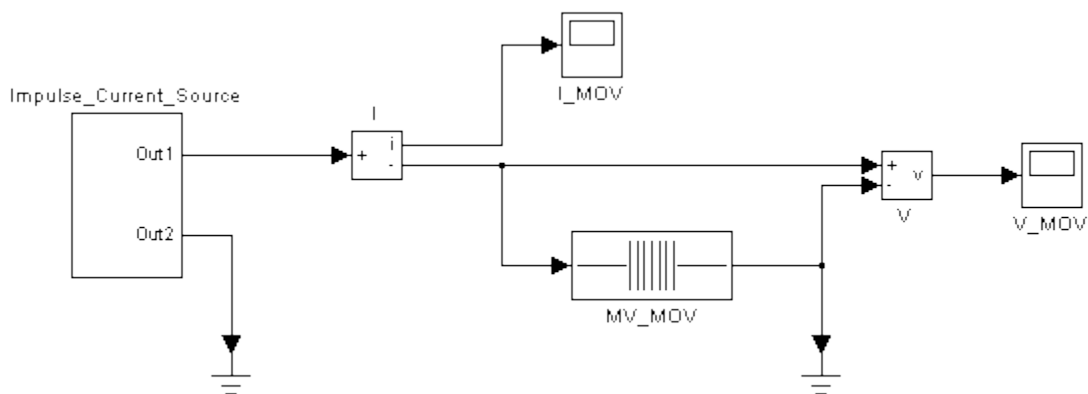 Impulse_Current_Source
Out1
Out2
I
+
i
-
I_MOV
MV_MOV
+
-
v
V
V_MOV